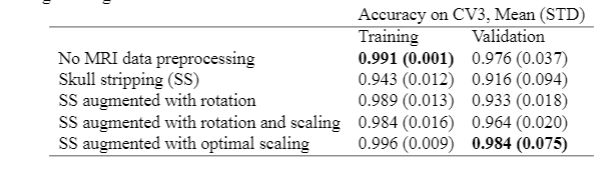 Accuracy on CV3, Mean (STD)
Training Validation
No MRI data preprocessing 0.991 (0.001) 0.976 (0.037)
Skull stripping (SS) 0.943 (0.012) 0.916 (0.094)
SS augmented with rotation 0.989 (0.013) 0.933 (0.018)
SS augmented with rotation and scaling 0.984 (0.016) 0.964 (0.020)
SS augmented with optimal scaling 0.996 (0.009) 0.984 (0.075)